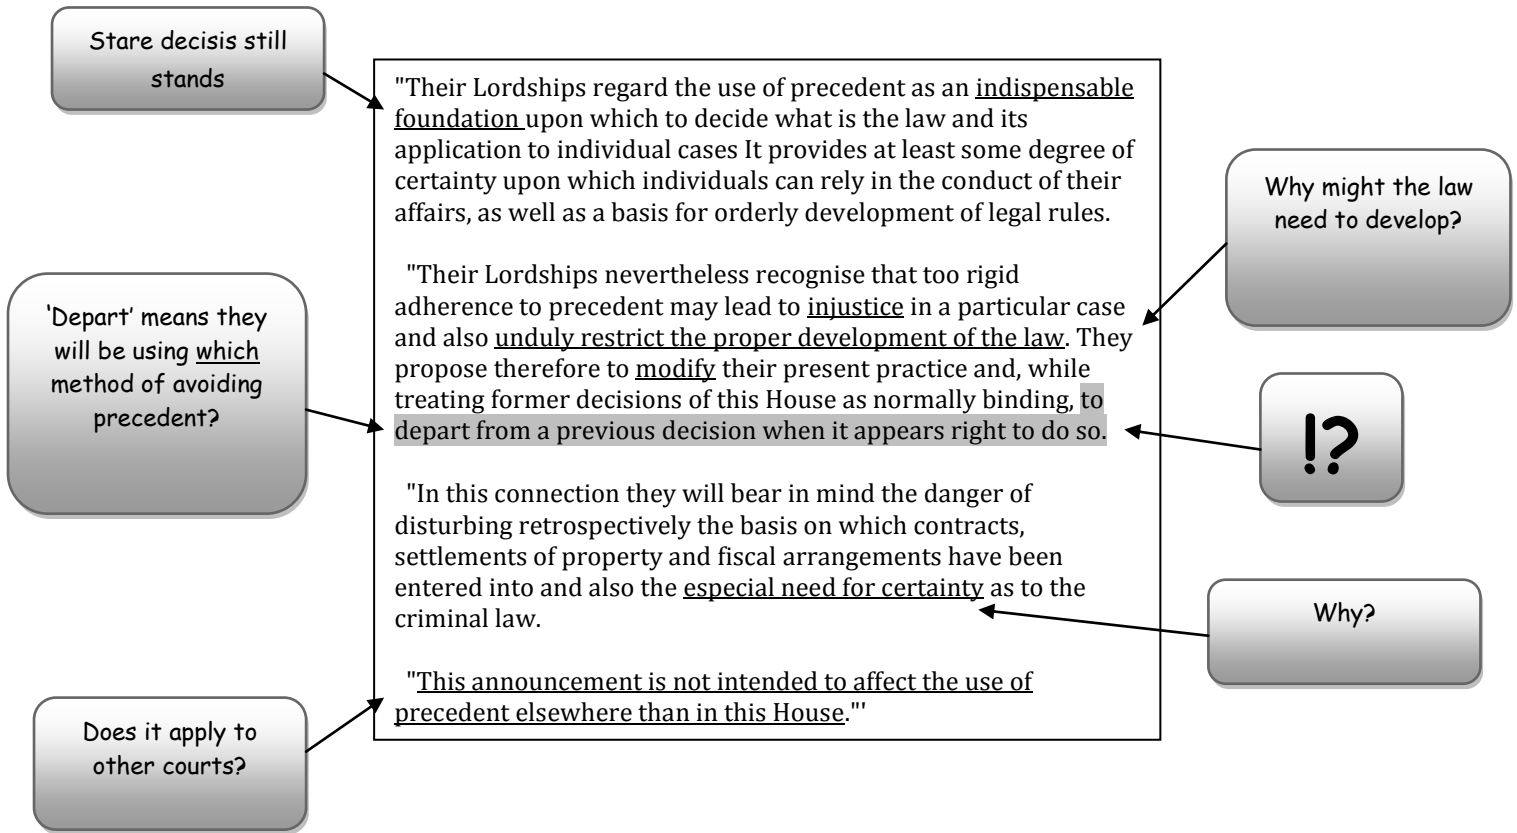 Stare decisis still
stands
"Their Lordships regard the use of precedent as an indispensable
foundation upon which to decide what is the law and its
application to individual cases It provides at least some degree of
certainty upon which individuals can rely in the conduct of their
affairs, as well as a basis for orderly development of legal rules.
Why might the law
need to develop?
"Their Lordships nevertheless recognise that too rigid
adherence to precedent may lead to injustice in a particular case
and also unduly restrict the proper development of the law. They
propose therefore to modify their present practice and, while
treating former decisions of this House as normally binding, to
depart from a previous decision when it appears right to do so.
‘Depart’ means they
will be using which
method of avoiding
precedent?
!?
"In this connection they will bear in mind the danger of
disturbing retrospectively the basis on which contracts,
settlements of property and fiscal arrangements have been
entered into and also the especial need for certainty as to the
criminal law.
Why?
"This announcement is not intended to affect the use of
precedent elsewhere than in this House."'
Does it apply to
other courts?